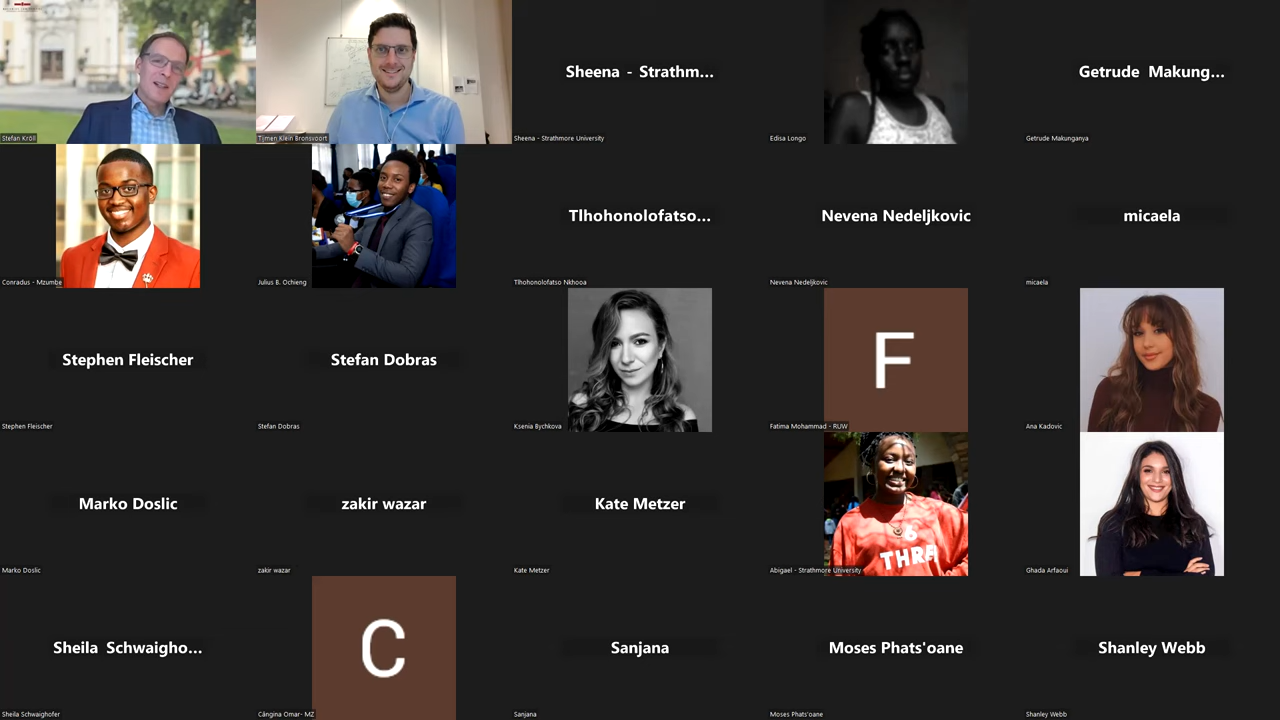 Stefan Kröll
Tijmen Klein Bronsvoort
Sheena - Strathm...
Sheena - Strathmore University
Edisa Longo
Getrude Makung...
Getrude Makunganya
Conradus - Mzumbe
Julius B. Ochieng
Tlhohonolofatso...
Tlhohonolofatso Nkhooa
Nevena Nedeljkovic
Nevena Nedeljkovic
micaela
micaela
Stephen Fleischer
Stephen Fleischer
Stefan Dobras
Stefan Dobras
Ksenia Bychkova
F
Fatima Mohammad - RUW
Ana Kadovic
Marko Doslic
Marko Doslic
zakir wazar
zakir wazar
Kate Metzer
Kate Metzer
6
THRE
Abigael - Strathmore University
Ghada Arfaoui
Sheila Schwaigho...
Sheila Schwaighofer
C
Cângina Omar- MZ
Sanjana
Sanjana
Moses Phats'oane
Moses Phats'oane
Shanley Webb
Shanley Webb